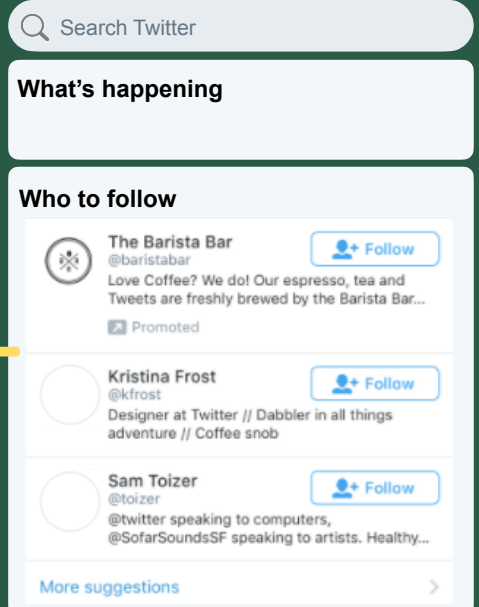 Search Twitter
What's happening
Who to follow
The Barista Bar
Follow
@baristabar
Love Coffee? We do! Our espresso, tea and
Tweets are freshly brewed by the Barista Bar...
Promoted
Kristina Frost
Follow
@kfrost
Designer at Twitter // Dabbler in all things
adventure // Coffee snob
Sam Toizer
Follow
@toizer
@twitter speaking to computers,
@SofarSoundsSF speaking to artists. Healthy...
More suggestions